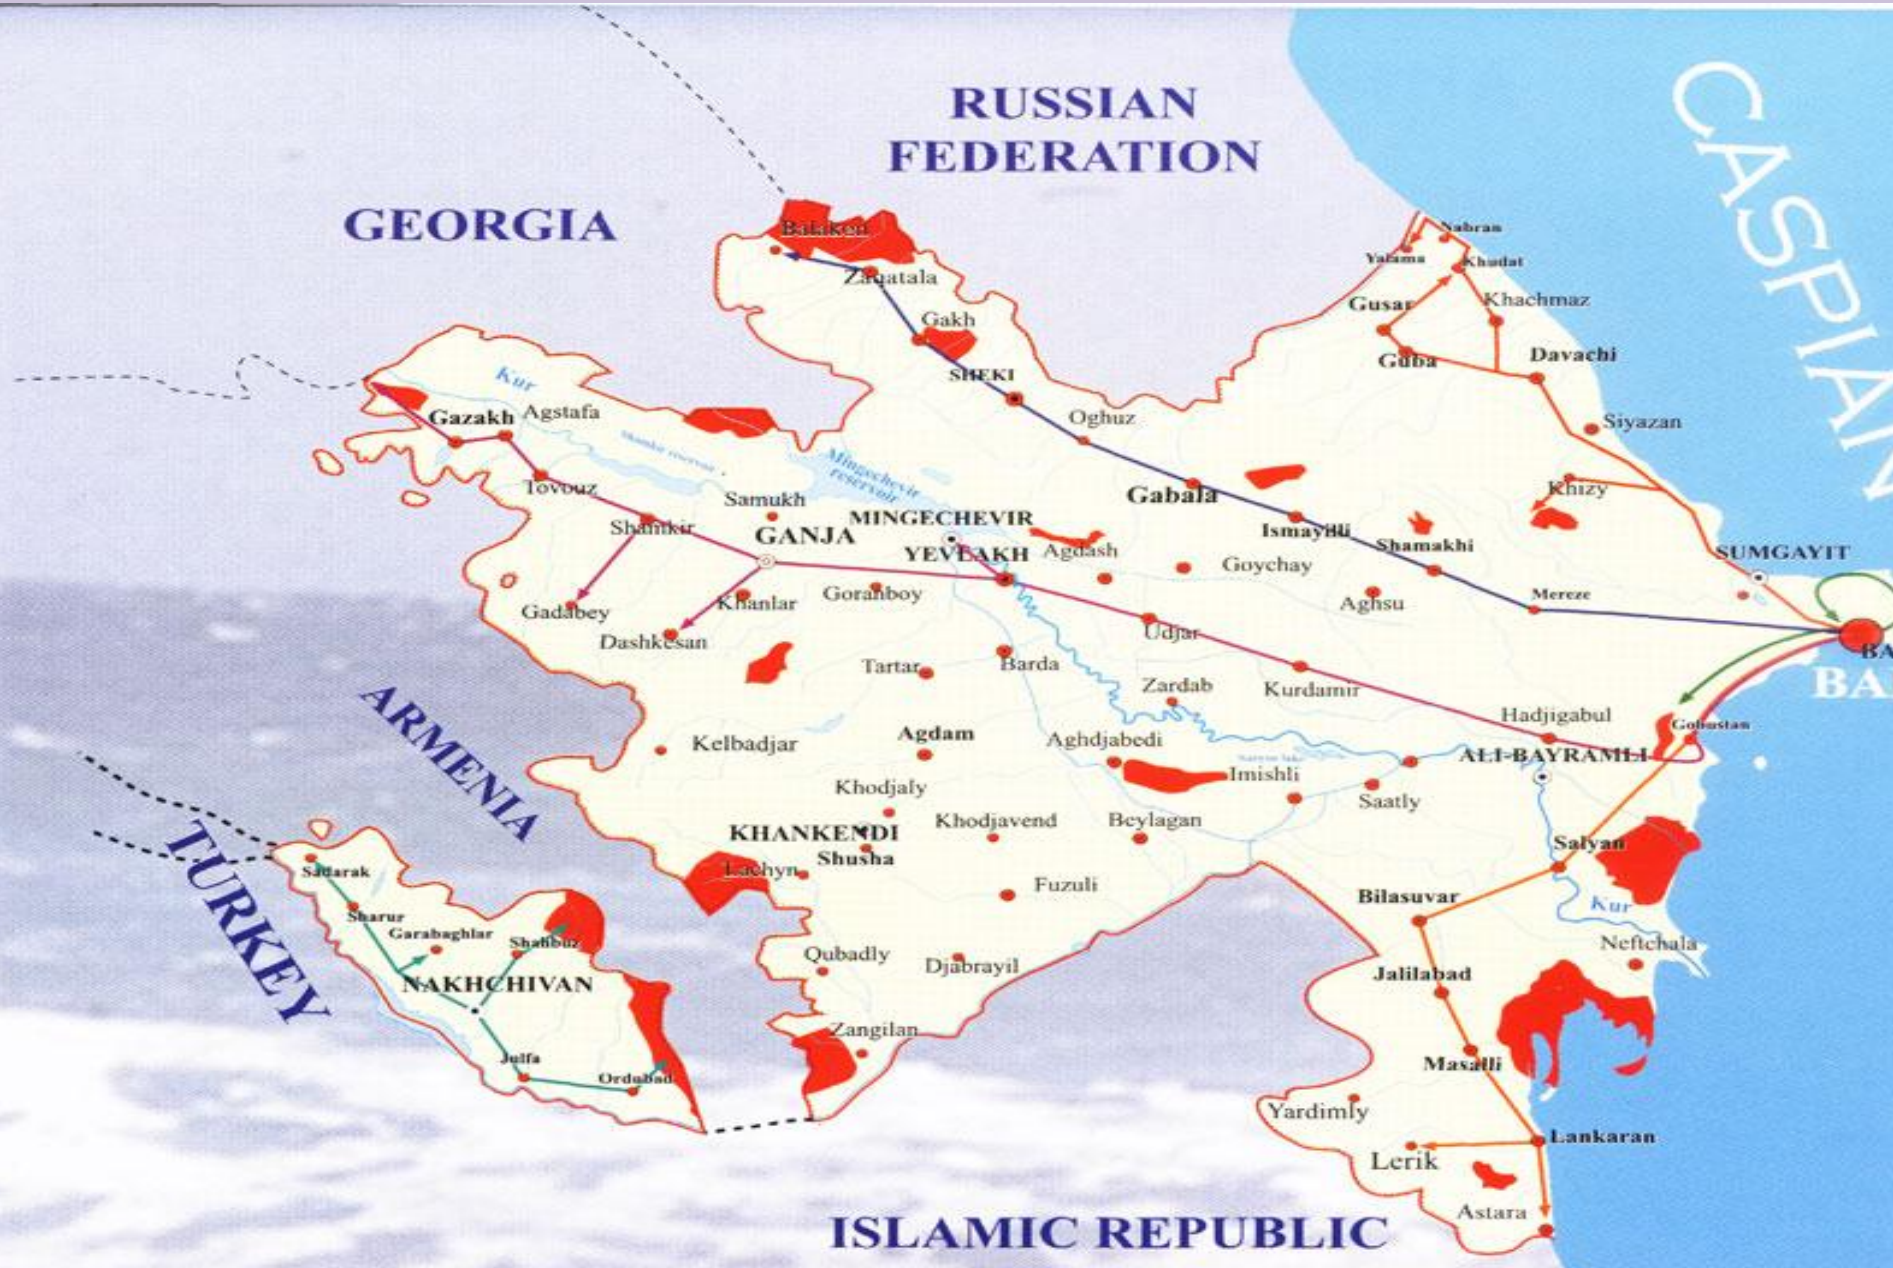 RUSSIAN
FEDERATION
CASPIAN
GEORGIA
Balaken
Zaqatala
Nabran
Yalama
Khudat
Gusar
Khachmaz
Gakh
Guba
Davachi
SHEKI
Kur
Gazakh
Agstafa
Oghuz
Siyazan
Mingechevir
reservoir
Tovouz
Samukh
Gabala
Khizy
Shamkir
GANJA
MINGECHEVIR
Ismayilli
Shamakhi
YEVLAKH
Agdash
Goychay
SUMGAYIT
Gadabey
Khanlar
Goranboy
Aghsu
Mereze
Dashkesan
Udjar
BA
Tartar
Barda
Zardab
Kurdamir
BA
ARMENIA
Kelbadjar
Agdam
Aghdjabedi
Hadjigabul
Gobustan
ALI-BAYRAMLI
Khodjaly
Imishli
Saatly
KHANKENDI
Shusha
Khodjavend
Beylagan
Salyan
TURKEY
Sadarak
Lachyn
Fuzuli
Bilasuvar
Kur
Sharur
Garabaghlar
Shahbuz
Qubadly
Djabrayil
Neftchala
NAKHCHIVAN
Jalilabad
Zangilan
Julfa
Ordubad
Masalli
Yardimly
Lankaran
Lerik
Astara
ISLAMIC REPUBLIC